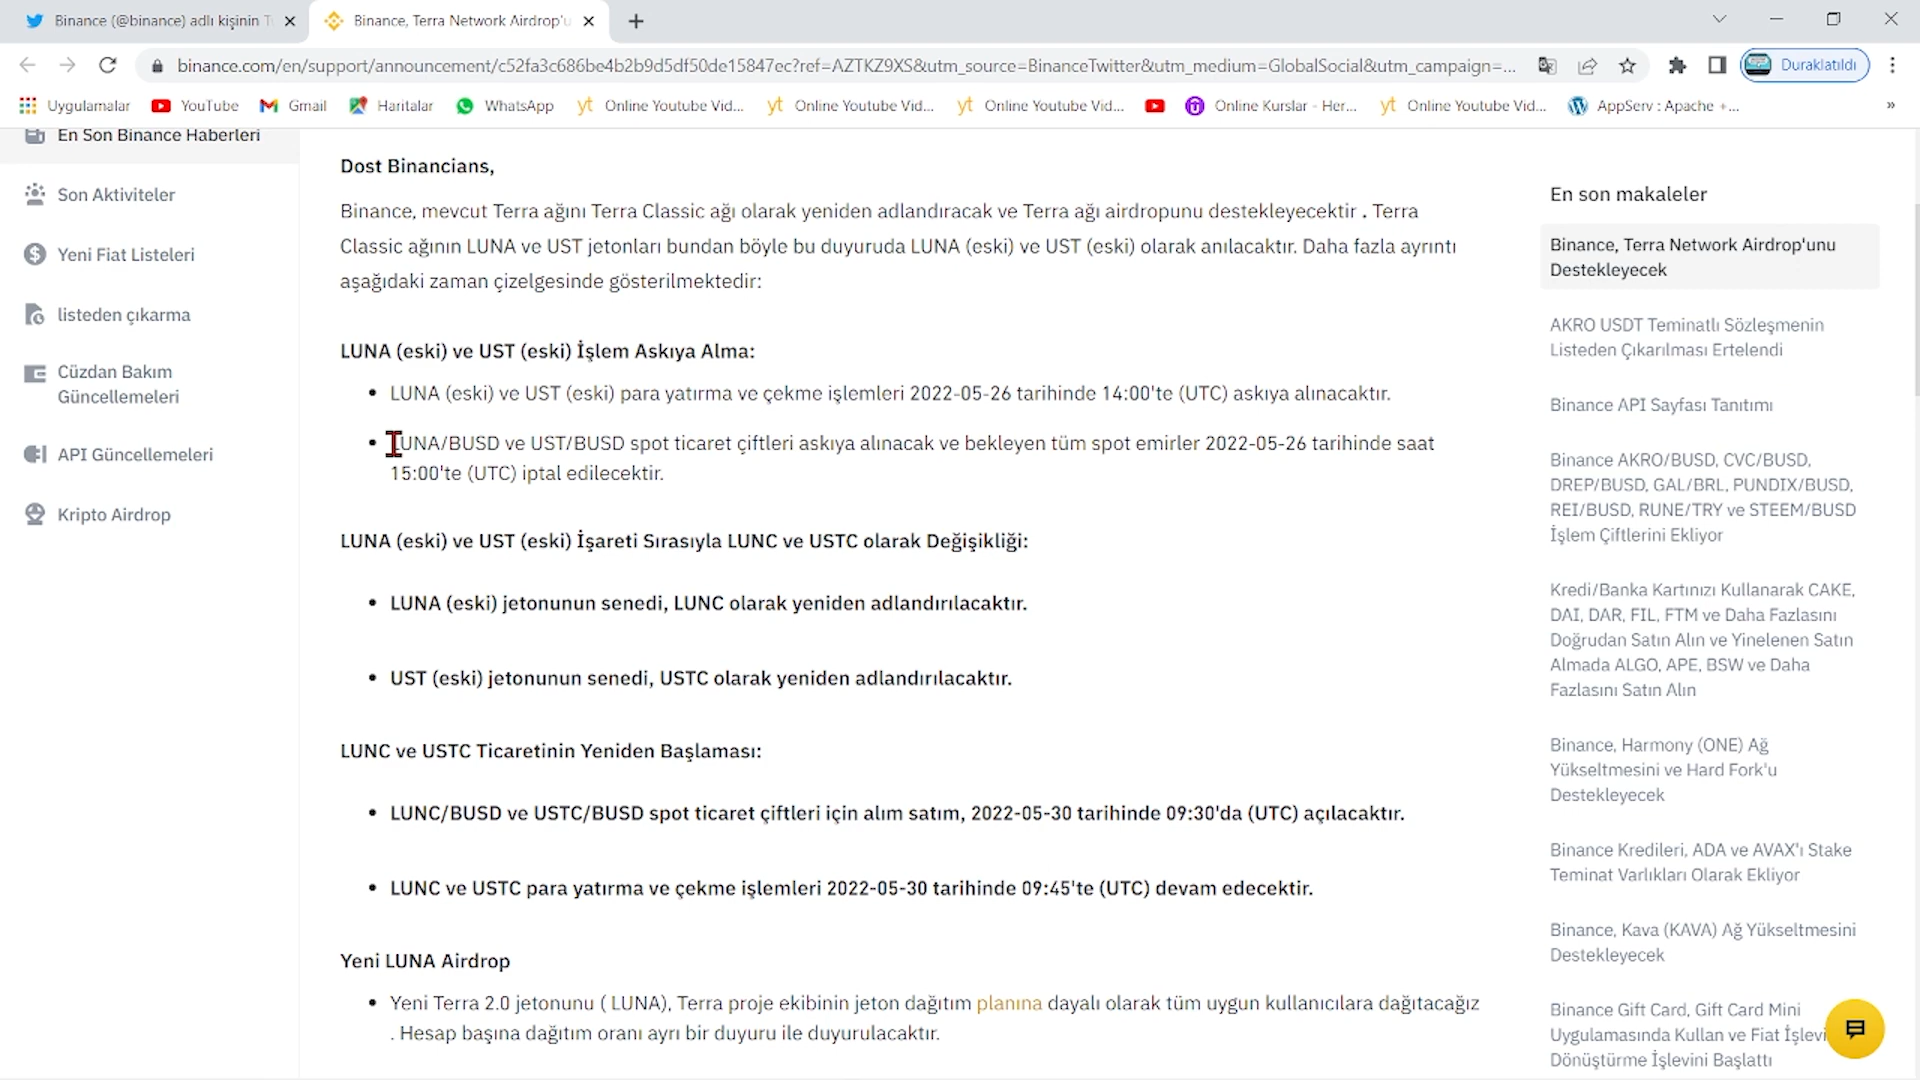 Binance (@binance) adlı kişinin T
Binance, Terra Network Airdrop'u
binance.com/en/support/announcement/c52fa3c686be4b2b9d5df50de15847ec?ref=AZTKZ9XS&utm_source=BinanceTwitter&utm_medium=GlobalSocial&utm_campaign=...
Duraklatıldı
Uygulamalar
YouTube
Gmail
Haritalar
WhatsApp
yt Online Youtube Vid...
yt Online Youtube Vid...
yt Online Youtube Vid...
Online Kurslar - Her...
yt Online Youtube Vid...
AppServ : Apache +...
»
En Son Binance Haberleri
Son Aktiviteler
Yeni Fiat Listeleri
listeden çıkarma
Cüzdan Bakım
Güncellemeleri
API Güncellemeleri
Kripto Airdrop
Dost Binancians,
Binance, mevcut Terra ağını Terra Classic ağı olarak yeniden adlandıracak ve Terra ağı airdropunu destekleyecektir . Terra
Classic ağının LUNA ve UST jetonları bundan böyle bu duyuruda LUNA (eski) ve UST (eski) olarak anılacaktır. Daha fazla ayrıntı
aşağıdaki zaman çizelgesinde gösterilmektedir:
LUNA (eski) ve UST (eski) İşlem Askıya Alma:
• LUNA (eski) ve UST (eski) para yatırma ve çekme işlemleri 2022-05-26 tarihinde 14:00'te (UTC) askıya alınacaktır.
• LUNA/BUSD ve UST/BUSD spot ticaret çiftleri askıya alınacak ve bekleyen tüm spot emirler 2022-05-26 tarihinde saat
15:00'te (UTC) iptal edilecektir.
LUNA (eski) ve UST (eski) İşareti Sırasıyla LUNC ve USTC olarak Değişikliği:
• LUNA (eski) jetonunun senedi, LUNC olarak yeniden adlandırılacaktır.
• UST (eski) jetonunun senedi, USTC olarak yeniden adlandırılacaktır.
LUNC ve USTC Ticaretinin Yeniden Başlaması:
• LUNC/BUSD ve USTC/BUSD spot ticaret çiftleri için alım satım, 2022-05-30 tarihinde 09:30'da (UTC) açılacaktır.
• LUNC ve USTC para yatırma ve çekme işlemleri 2022-05-30 tarihinde 09:45'te (UTC) devam edecektir.
Yeni LUNA Airdrop
• Yeni Terra 2.0 jetonunu ( LUNA), Terra proje ekibinin jeton dağıtım planına dayalı olarak tüm uygun kullanıcılara dağıtacağız
. Hesap başına dağıtım oranı ayrı bir duyuru ile duyurulacaktır.
En son makaleler
Binance, Terra Network Airdrop'unu
Destekleyecek
AKRO USDT Teminatlı Sözleşmenin
Listeden Çıkarılması Ertelendi
Binance API Sayfası Tanıtımı
Binance AKRO/BUSD, CVC/BUSD,
DREP/BUSD, GAL/BRL, PUNDIX/BUSD,
REI/BUSD, RUNE/TRY ve STEEM/BUSD
İşlem Çiftlerini Ekliyor
Kredi/Banka Kartınızı Kullanarak CAKE,
DAI, DAR, FIL, FTM ve Daha Fazlasını
Doğrudan Satın Alın ve Yinelenen Satın
Almada ALGO, APE, BSW ve Daha
Fazlasını Satın Alın
Binance, Harmony (ONE) Ağ
Yükseltmesini ve Hard Fork'u
Destekleyecek
Binance Kredileri, ADA ve AVAX'ı Stake
Teminat Varlıkları Olarak Ekliyor
Binance, Kava (KAVA) Ağ Yükseltmesini
Destekleyecek
Binance Gift Card, Gift Card Mini
Uygulamasında Kullan ve Fiat İşlevi
Dönüştürme İşlevini Başlattı